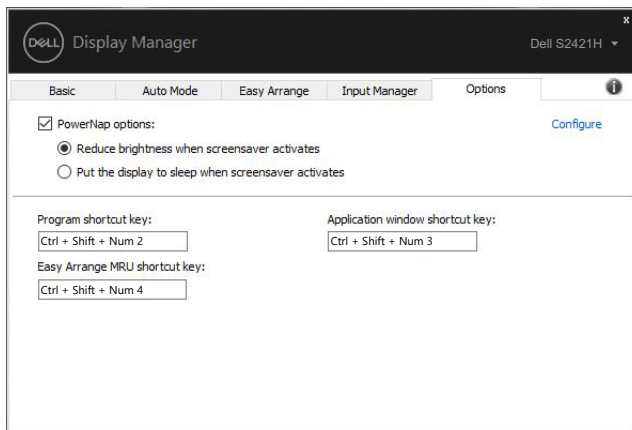 x
DELL Display Manager
Dell S2421H
Basic Auto Mode Easy Arrange Input Manager Options
PowerNap options:
Configure
Reduce brightness when screensaver activates
Put the display to sleep when screensaver activates
Program shortcut key:
Application window shortcut key:
Ctrl + Shift + Num 2
Ctrl + Shift + Num 3
Easy Arrange MRU shortcut key:
Ctrl + Shift + Num 4